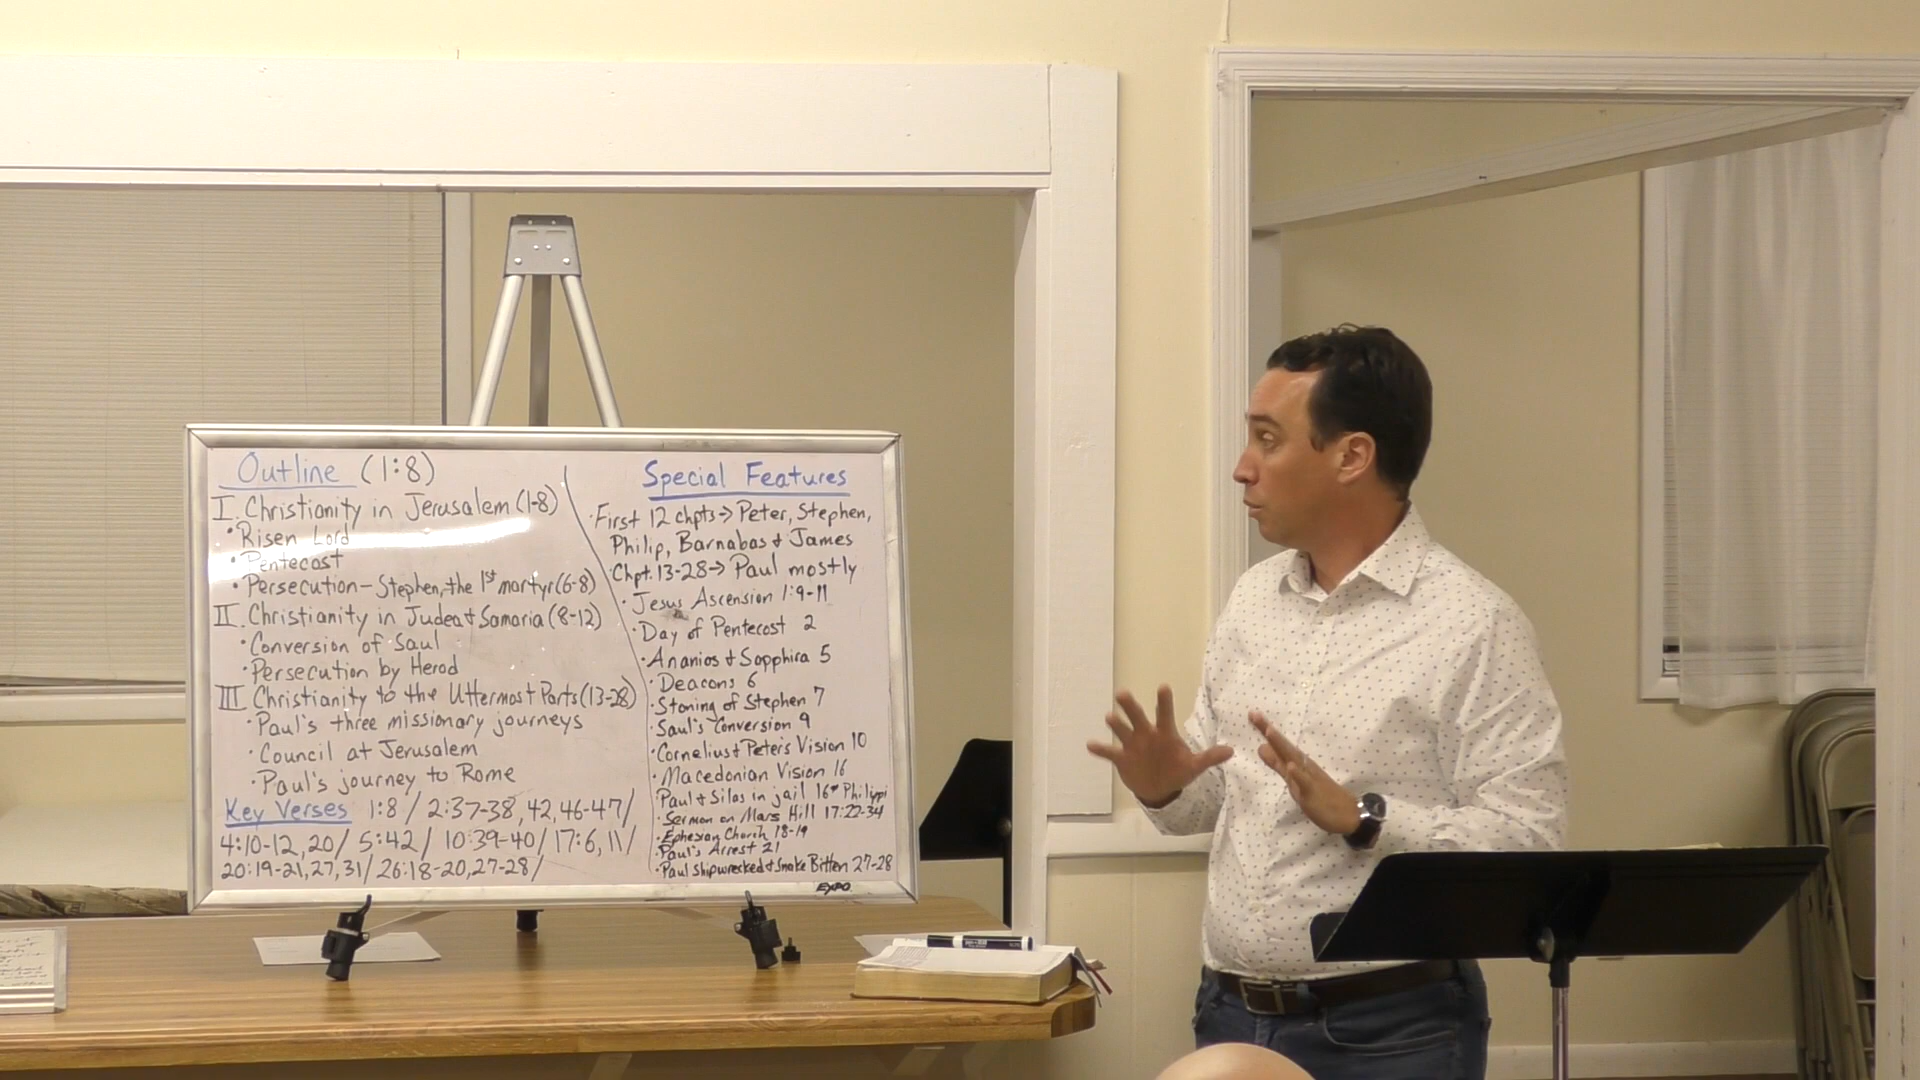 Outline (1:8)
I. Christianity in Jerusalem (1-8)
• Risen Lord
• Pentecost
• Persecution - Stephen, the 1st martyr (6-8)
II. Christianity in Judea & Samaria (8-12)
• Conversion of Saul
• Persecution by Herod
III. Christianity to the Uttermost Parts (13-28)
• Paul's three missionary journeys
• Council at Jerusalem
• Paul's journey to Rome
Key Verses 1:8 / 2:37-38, 42, 46-47 /
4:10-12, 20 / 5:42 / 10:39-40 / 17:6, 11 /
20:19-21, 27, 31 / 26:18-20, 27-28 /
Special Features
• First 12 chpts → Peter, Stephen,
Philip, Barnabas & James
Chpt. 13-28 → Paul mostly
• Jesus Ascension 1:9-11
• Day of Pentecost 2
• Ananias & Sapphira 5
• Deacons 6
• Stoning of Stephen 7
• Saul's Conversion 9
• Cornelius & Peter's Vision 10
• Macedonian Vision 16
• Paul & Silas in jail 16 Philippi
• Sermon on Mars Hill 17:22-34
• Ephesian Church 18-19
• Paul's Arrest 21
• Paul shipwrecked & Snake Bitten 27-28
EXPO